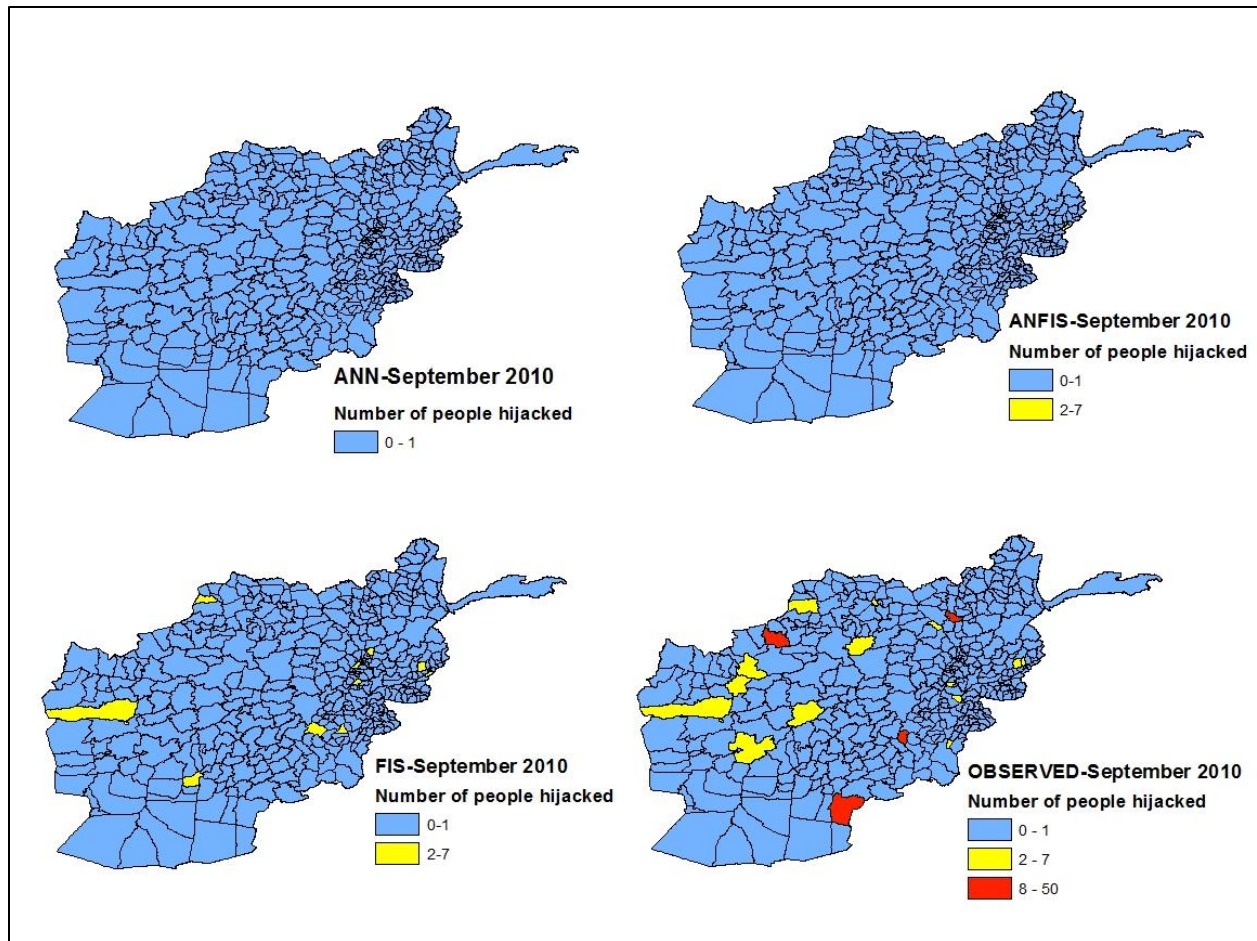 ANN-September 2010
Number of people hijacked
0 - 1
ANFIS-September 2010
Number of people hijacked
0-1
2-7
FIS-September 2010
Number of people hijacked
0-1
2-7
OBSERVED-September 2010
Number of people hijacked
0 - 1
2 - 7
8 - 50